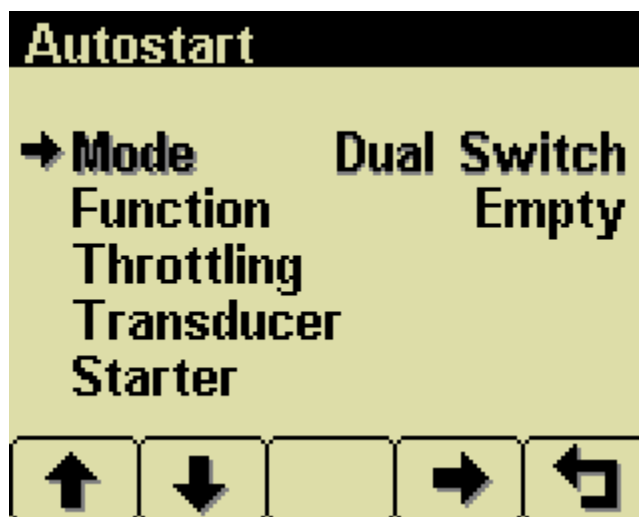 Autostart
Mode Dual Switch
Function Empty
Throttling
Transducer
Starter